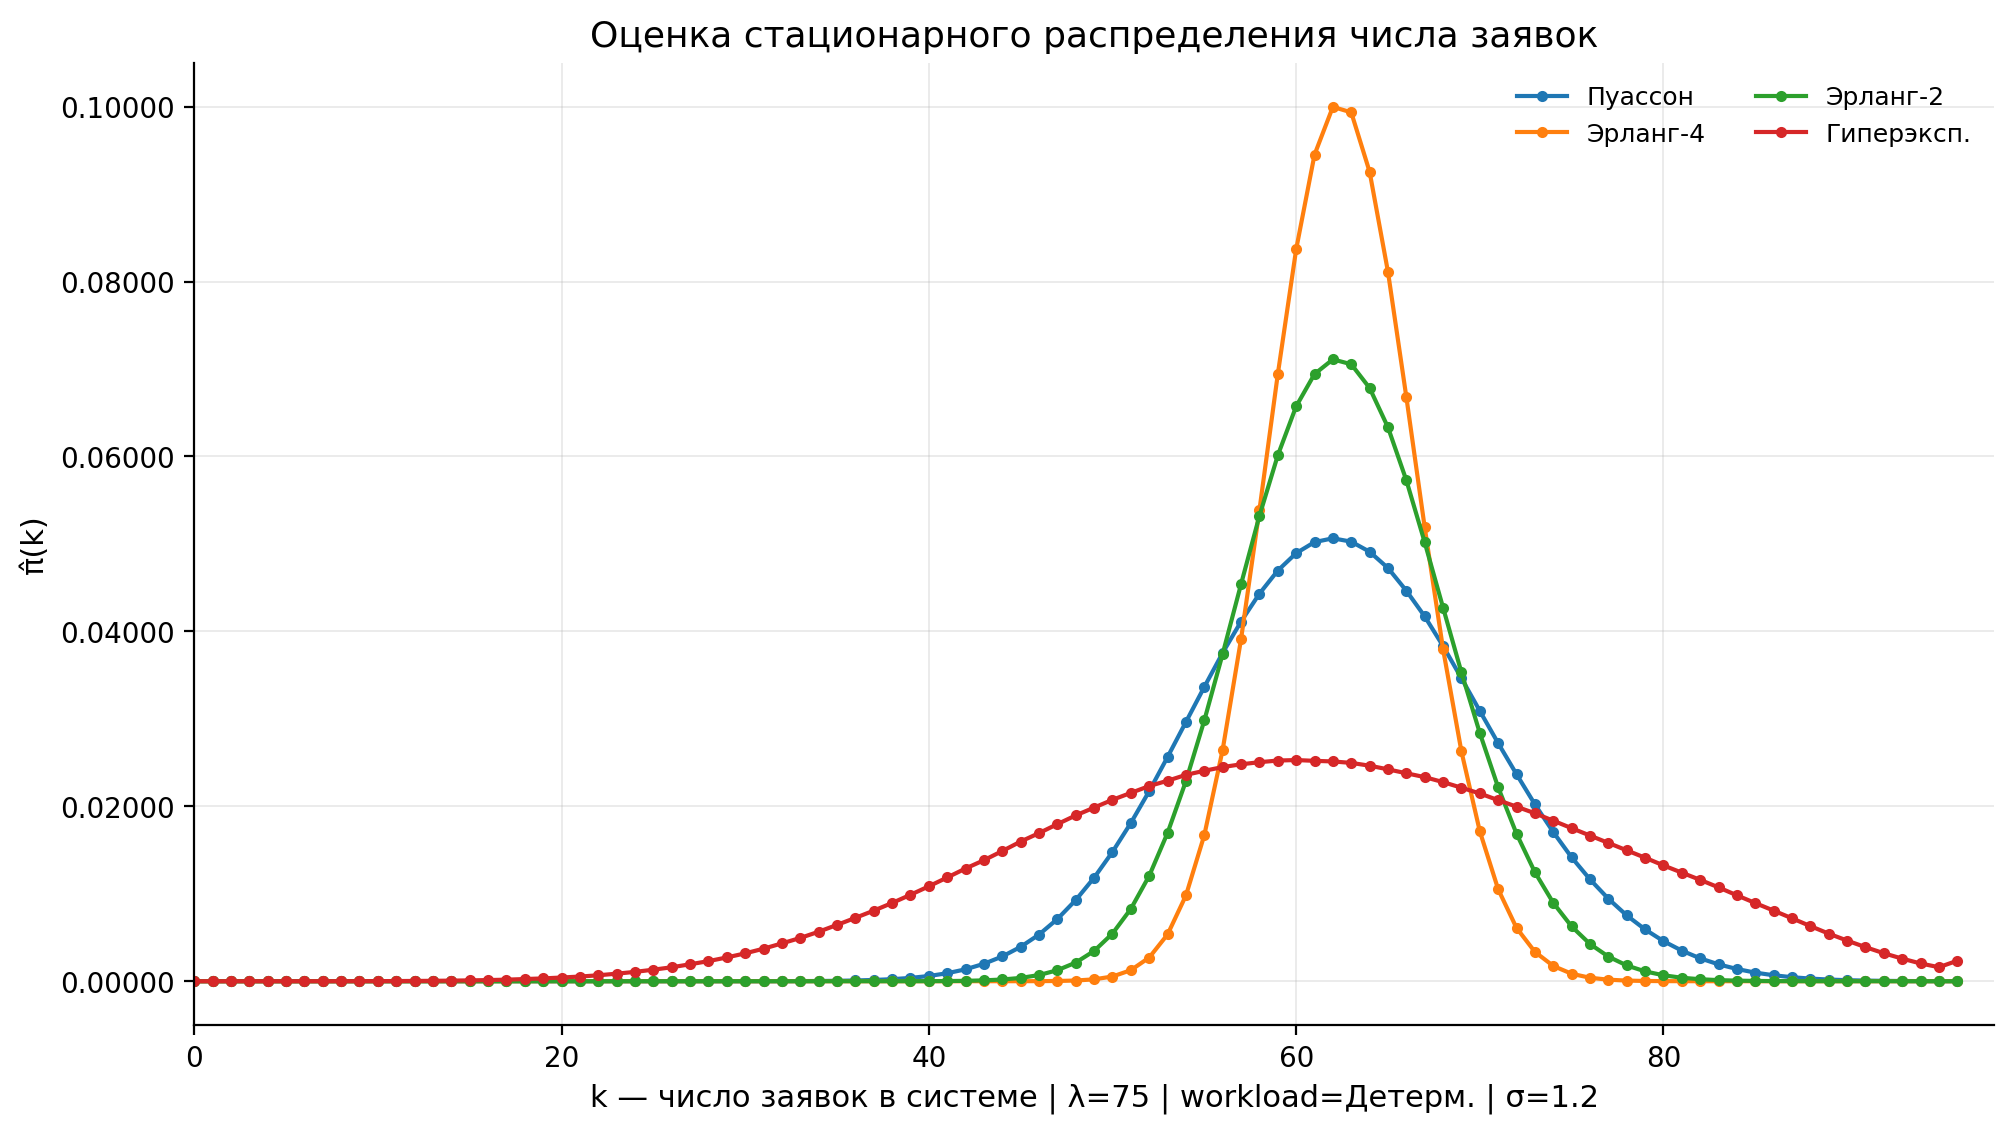 Оценка стационарного распределения числа заявок
Пуассон
Эрланг-4
Эрланг-2
Гиперэксп.
π̂(k)
0.10000
0.08000
0.06000
0.04000
0.02000
0.00000
0 20 40 60 80
k — число заявок в системе | λ=75 | workload=Детерм. | σ=1.2